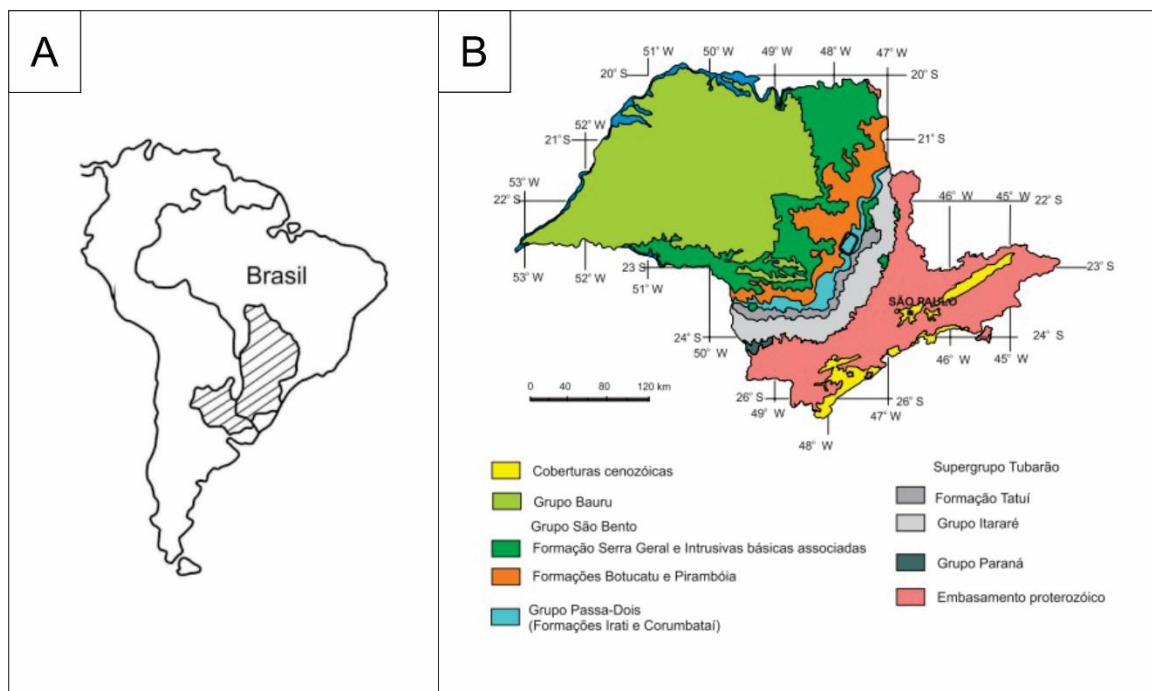 A
Brasil
B
51° W
50° W
49° W
48° W
47° W
20° S
20° S
52° W
21° S
21° S
53° W
22° S
46° W
45° W
22° S
53° W
52° W
51° W
23° S
23° S
SÃO PAULO
24° S
50° W
46° W
45° W
24° S
0
40
80
120 km
26° S
49° W
47° W
26° S
48° W
Coberturas cenozóicas
Grupo Bauru
Grupo São Bento
Formação Serra Geral e Intrusivas básicas associadas
Formações Botucatu e Pirambóia
Grupo Passa-Dois
(Formações Irati e Corumbataí)
Supergrupo Tubarão
Formação Tatuí
Grupo Itararé
Grupo Paraná
Embasamento proterozóico